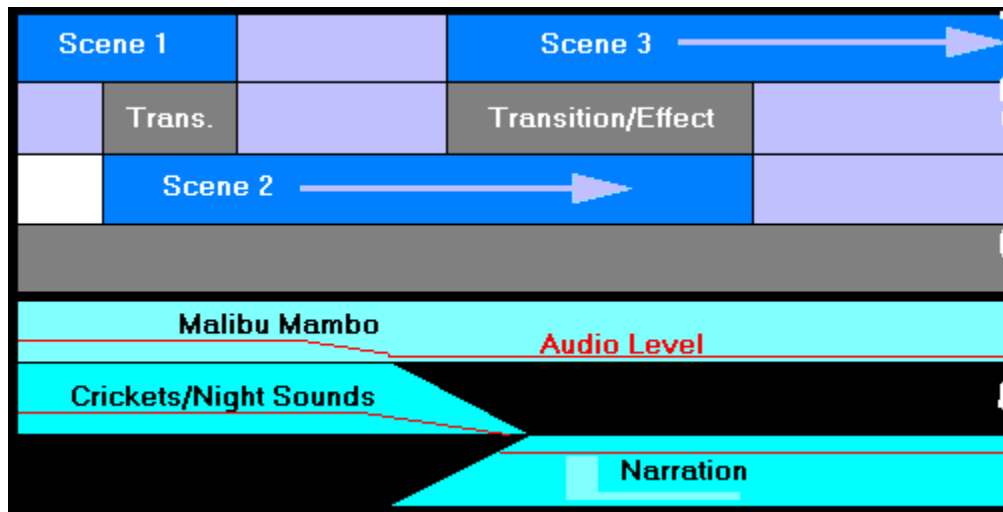 Scene 1
Scene 3
Trans.
Transition/Effect
Scene 2
Malibu Mambo
Audio Level
Crickets/Night Sounds
Narration